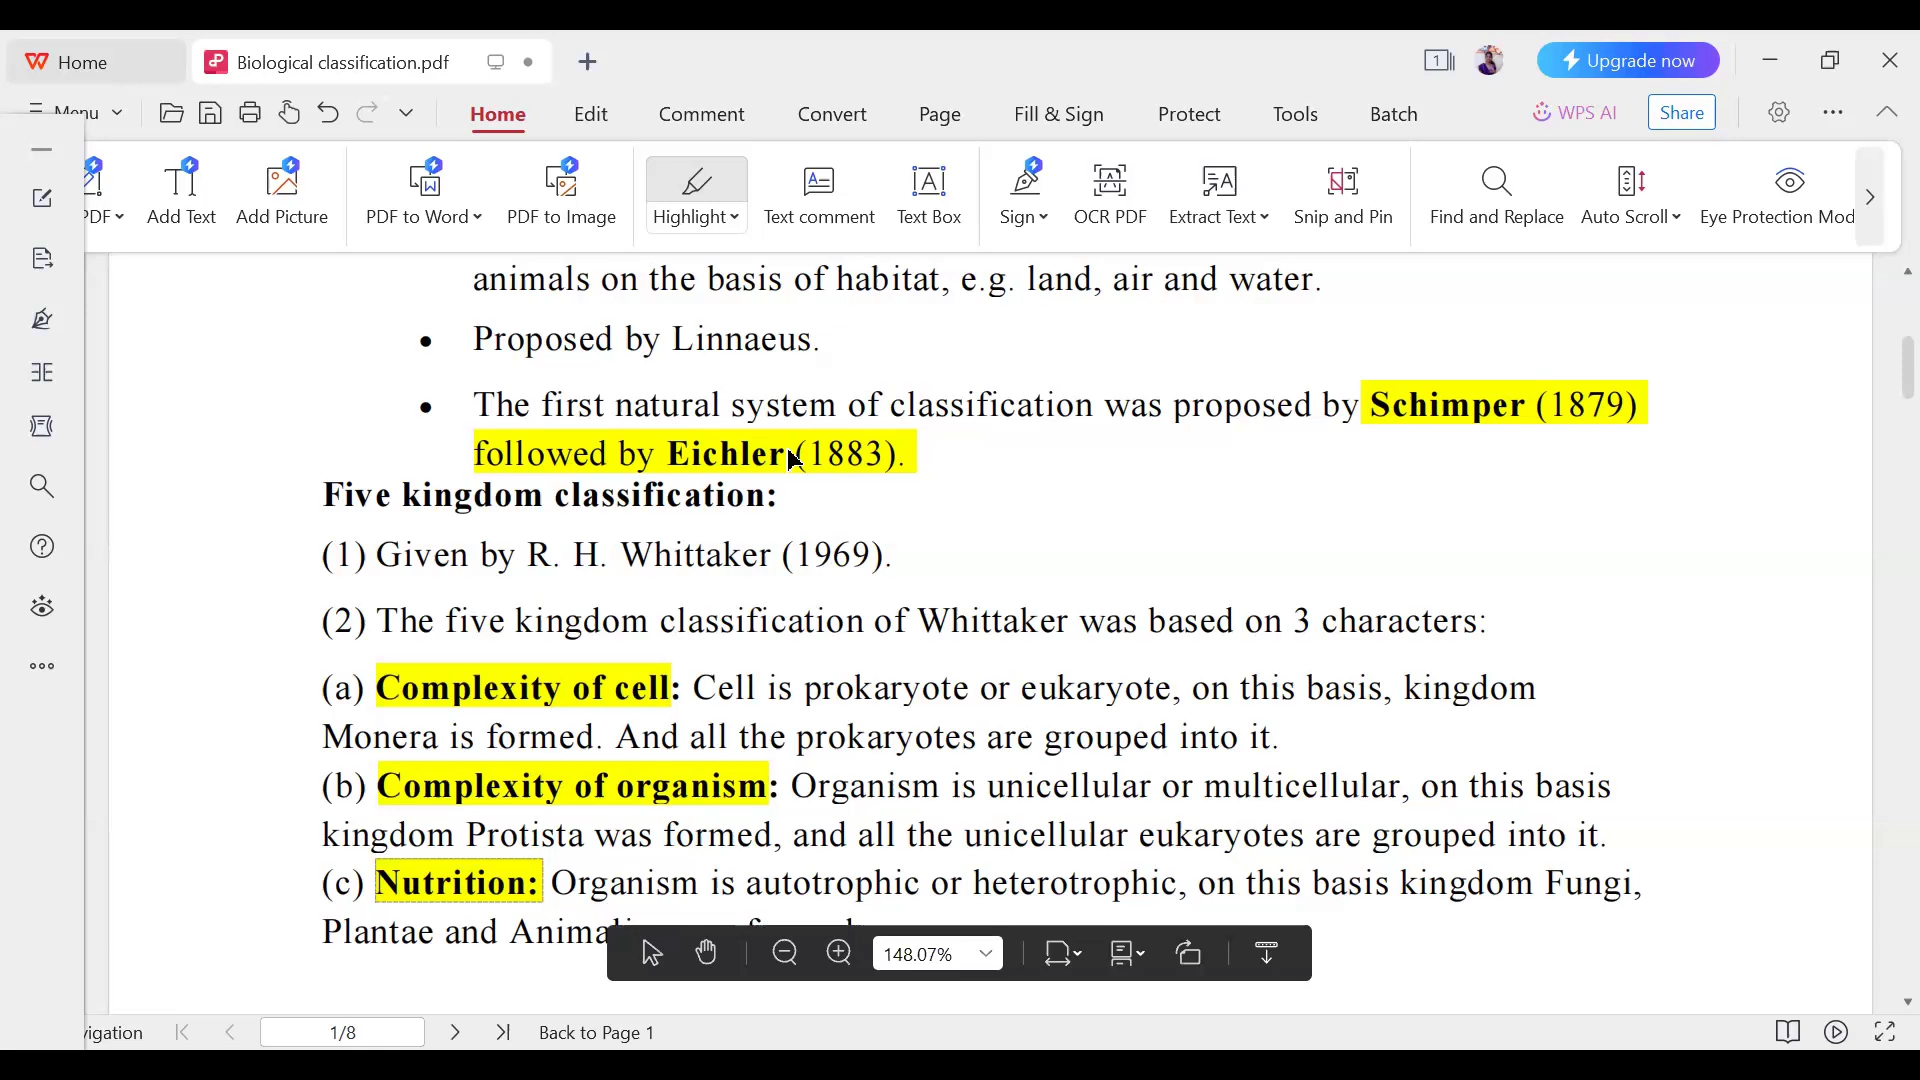 Home
Biological classification.pdf
1
Upgrade now
Menu
Home
Edit
Comment
Convert
Page
Fill & Sign
Protect
Tools
Batch
WPS AI
Share
PDF
Add Text
Add Picture
PDF to Word
PDF to Image
Highlight
Text comment
Text Box
Sign
OCR PDF
Extract Text
Snip and Pin
Find and Replace
Auto Scroll
Eye Protection Mod
animals on the basis of habitat, e.g. land, air and water.
• Proposed by Linnaeus.
• The first natural system of classification was proposed by Schimper (1879)
followed by Eichler (1883).
Five kingdom classification:
(1) Given by R. H. Whittaker (1969).
(2) The five kingdom classification of Whittaker was based on 3 characters:
(a) Complexity of cell: Cell is prokaryote or eukaryote, on this basis, kingdom
Monera is formed. And all the prokaryotes are grouped into it.
(b) Complexity of organism: Organism is unicellular or multicellular, on this basis
kingdom Protista was formed, and all the unicellular eukaryotes are grouped into it.
(c) Nutrition: Organism is autotrophic or heterotrophic, on this basis kingdom Fungi,
Plantae and
148.07%
vigation
1/8
Back to Page 1